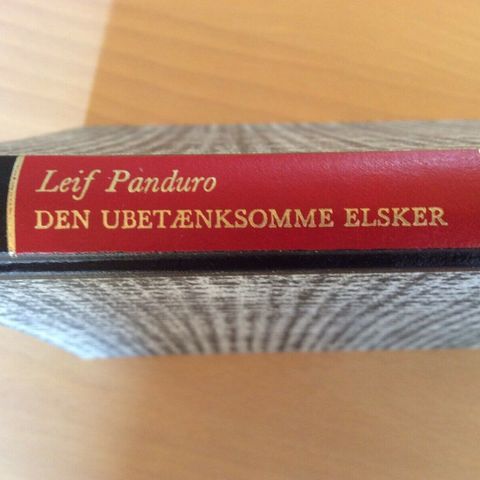 Leif Panduro
DEN UBETÆNKSOMME ELSKER